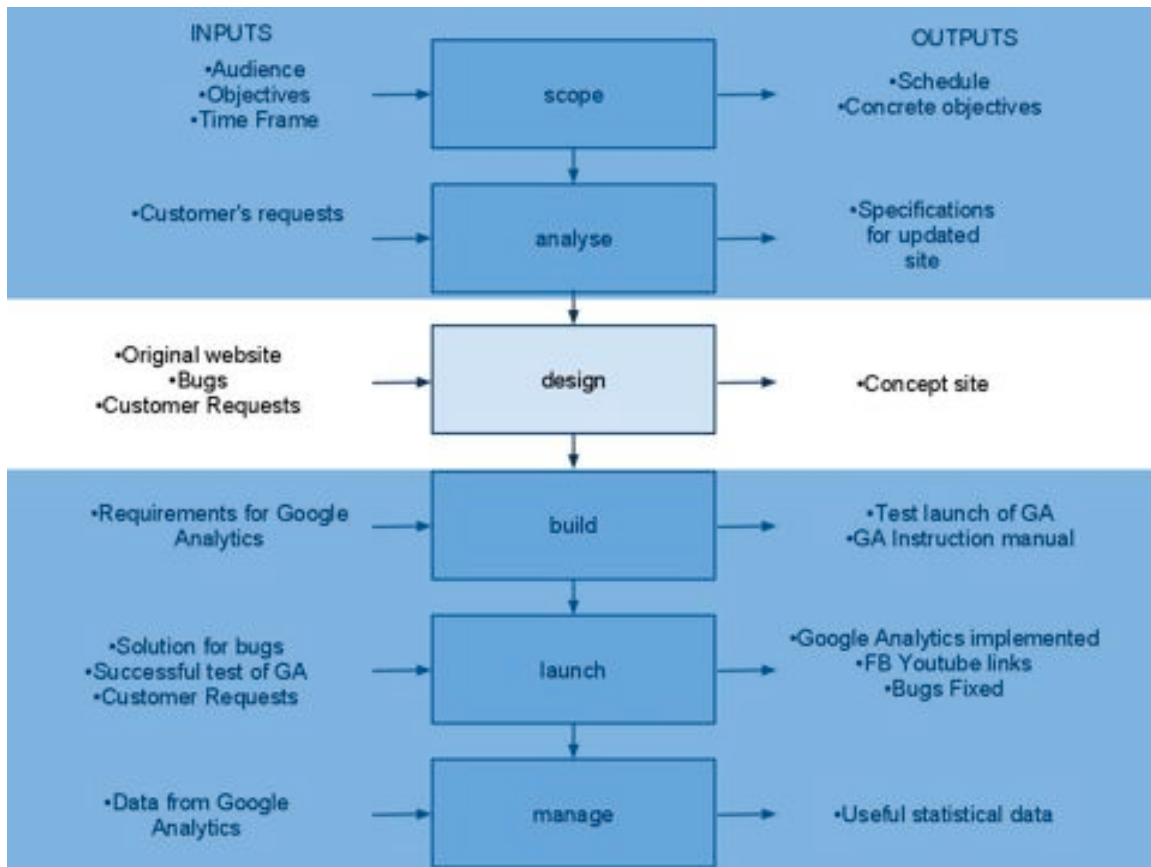 INPUTS
OUTPUTS
•Audience
•Objectives
•Time Frame
scope
•Schedule
•Concrete objectives
•Customer's requests
analyse
•Specifications
for updated
site
•Original website
•Bugs
•Customer Requests
design
•Concept site
•Requirements for Google
Analytics
build
•Test launch of GA
•GA Instruction manual
•Solution for bugs
•Successful test of GA
•Customer Requests
launch
•Google Analytics implemented
•FB Youtube links
•Bugs Fixed
•Data from Google
Analytics
manage
•Useful statistical data